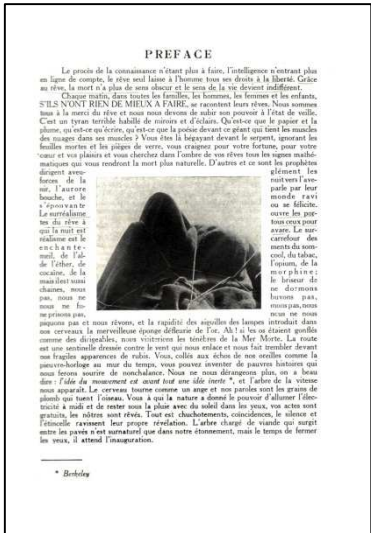 PREFACE
Le procès de la connaissance n'étant plus à faire, l'intelligence n'entrant plus
en ligne de compte, le rêve seul laisse à l'homme tous ses droits à la liberté. Grâce
au rêve, la mort n'a plus de sens obscur et le sens de la vie devient indifférent.
Chaque matin, dans toutes les familles, les hommes, les femmes et les enfants,
S'ILS N'ONT RIEN DE MIEUX A FAIRE, se racontent leurs rêves. Nous sommes
tous à la merci du rêve et nous nous devons de subir son pouvoir à l'état de veille.
C'est un tyran terrible habillé de miroirs et d'éclairs. Qu'est-ce que le papier et la
plume, qu'est-ce qu'écrire, qu'est-ce que la poésie devant ce géant qui tient les muscles
des nuages dans ses muscles ? Vous êtes là bégayant devant le serpent, ignorant les
feuilles mortes et les pièges de verre, vous craignez pour votre fortune, pour votre
cœur et vos plaisirs et vous cherchez dans l'ombre de vos rêves tous les signes mathé-
matiques qui vous rendront la mort plus naturelle. D'autres et ce sont les prophètes
dirigent aveu- glément les
forces de la nuit vers l'ave-
nir, l'aurore parle par leur
bouche, et le monde ravi
s'épouvante ou se félicite.
Le surréalisme ouvre les por-
tes du rêve à tous ceux pour
qui la nuit est avare. Le sur-
réalisme est le carrefour des
enchante- ments du som-
meil, de l'al- cool, du tabac,
de l'éther, de l'opium, de la
cocaïne, de la morphine;
mais il est aussi le briseur de
chaînes, nous ne dormons
pas, nous ne buvons pas,
nous ne fu- mons pas, nous
ne prisons pas, nous ne nous
piquons pas et nous rêvons, et la rapidité des aiguilles des lampes introduit dans
nos cerveaux la merveilleuse éponge défleurie de l'or. Ah ! si les os étaient gonflés
comme des dirigeables, nous visiterions les ténèbres de la Mer Morte. La route
est une sentinelle dressée contre le vent qui nous enlace et nous fait trembler devant
nos fragiles apparences de rubis. Vous, collés aux échos de nos oreilles comme la
pieuvre-horloge au mur du temps, vous pouvez inventer de pauvres histoires qui
nous feront sourire de nonchalance. Nous ne nous dérangeons plus, on a beau
dire : l'idée du mouvement est avant tout une idée inerte *, et l'arbre de la vitesse
nous apparaît. Le cerveau tourne comme un ange et nos paroles sont les grains de
plomb qui tuent l'oiseau. Vous à qui la nature a donné le pouvoir d'allumer l'élec-
tricité à midi et de rester sous la pluie avec du soleil dans les yeux, vos actes sont
gratuits, les nôtres sont rêvés. Tout est chuchotements, coïncidences, le silence et
l'étincelle ravissent leur propre révélation. L'arbre chargé de viande qui surgit
entre les pavés n'est surnaturel que dans notre étonnement, mais le temps de fermer
les yeux, il attend l'inauguration.
* Berkeley